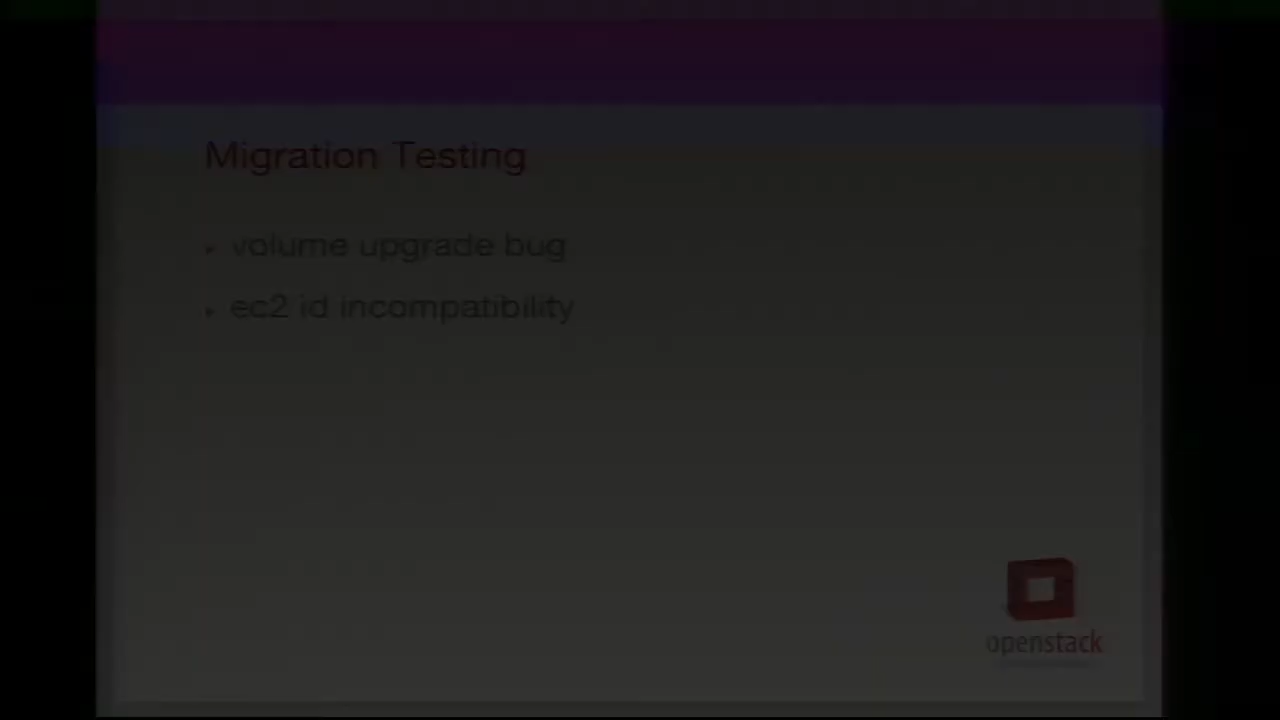 Migration Testing
volume upgrade bug
ec2 id incompatibility
openstack